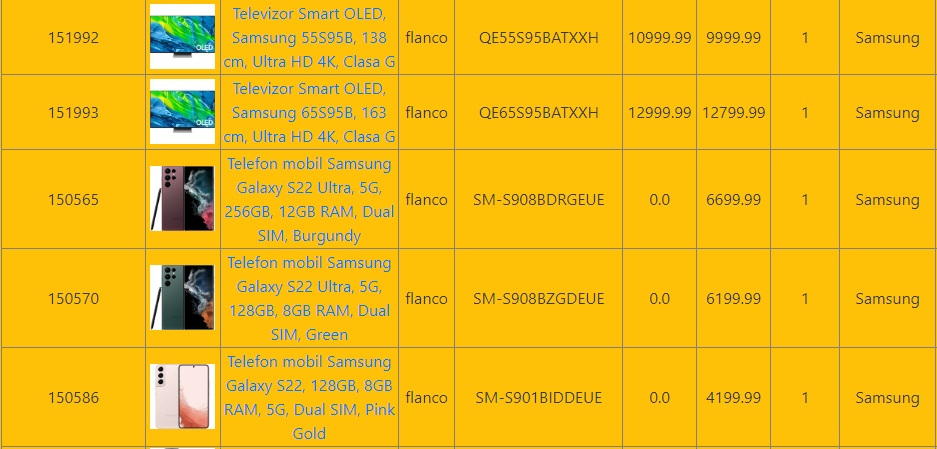 151992
OLED
Televizor Smart OLED,
Samsung 55S95B, 138
cm, Ultra HD 4K, Clasa G
flanco
QE55S95BATXXH
10999.99
9999.99
1
Samsung
151993
OLED
Televizor Smart OLED,
Samsung 65S95B, 163
cm, Ultra HD 4K, Clasa G
flanco
QE65S95BATXXH
12999.99
12799.99
1
Samsung
150565
Telefon mobil Samsung
Galaxy S22 Ultra, 5G,
256GB, 12GB RAM, Dual
SIM, Burgundy
flanco
SM-S908BDRGEUE
0.0
6699.99
1
Samsung
150570
Telefon mobil Samsung
Galaxy S22 Ultra, 5G,
128GB, 8GB RAM, Dual
SIM, Green
flanco
SM-S908BZGDEUE
0.0
6199.99
1
Samsung
150586
Telefon mobil Samsung
Galaxy S22, 128GB, 8GB
RAM, 5G, Dual SIM, Pink
Gold
flanco
SM-S901BIDDEUE
0.0
4199.99
1
Samsung